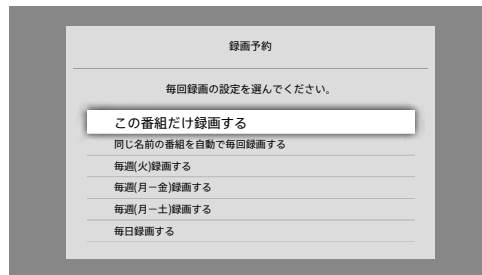 録画予約
毎回録画の設定を選んでください。
この番組だけ録画する
同じ名前の番組を自動で毎回録画する
毎週(火)録画する
毎週(月－金)録画する
毎週(月－土)録画する
毎日録画する